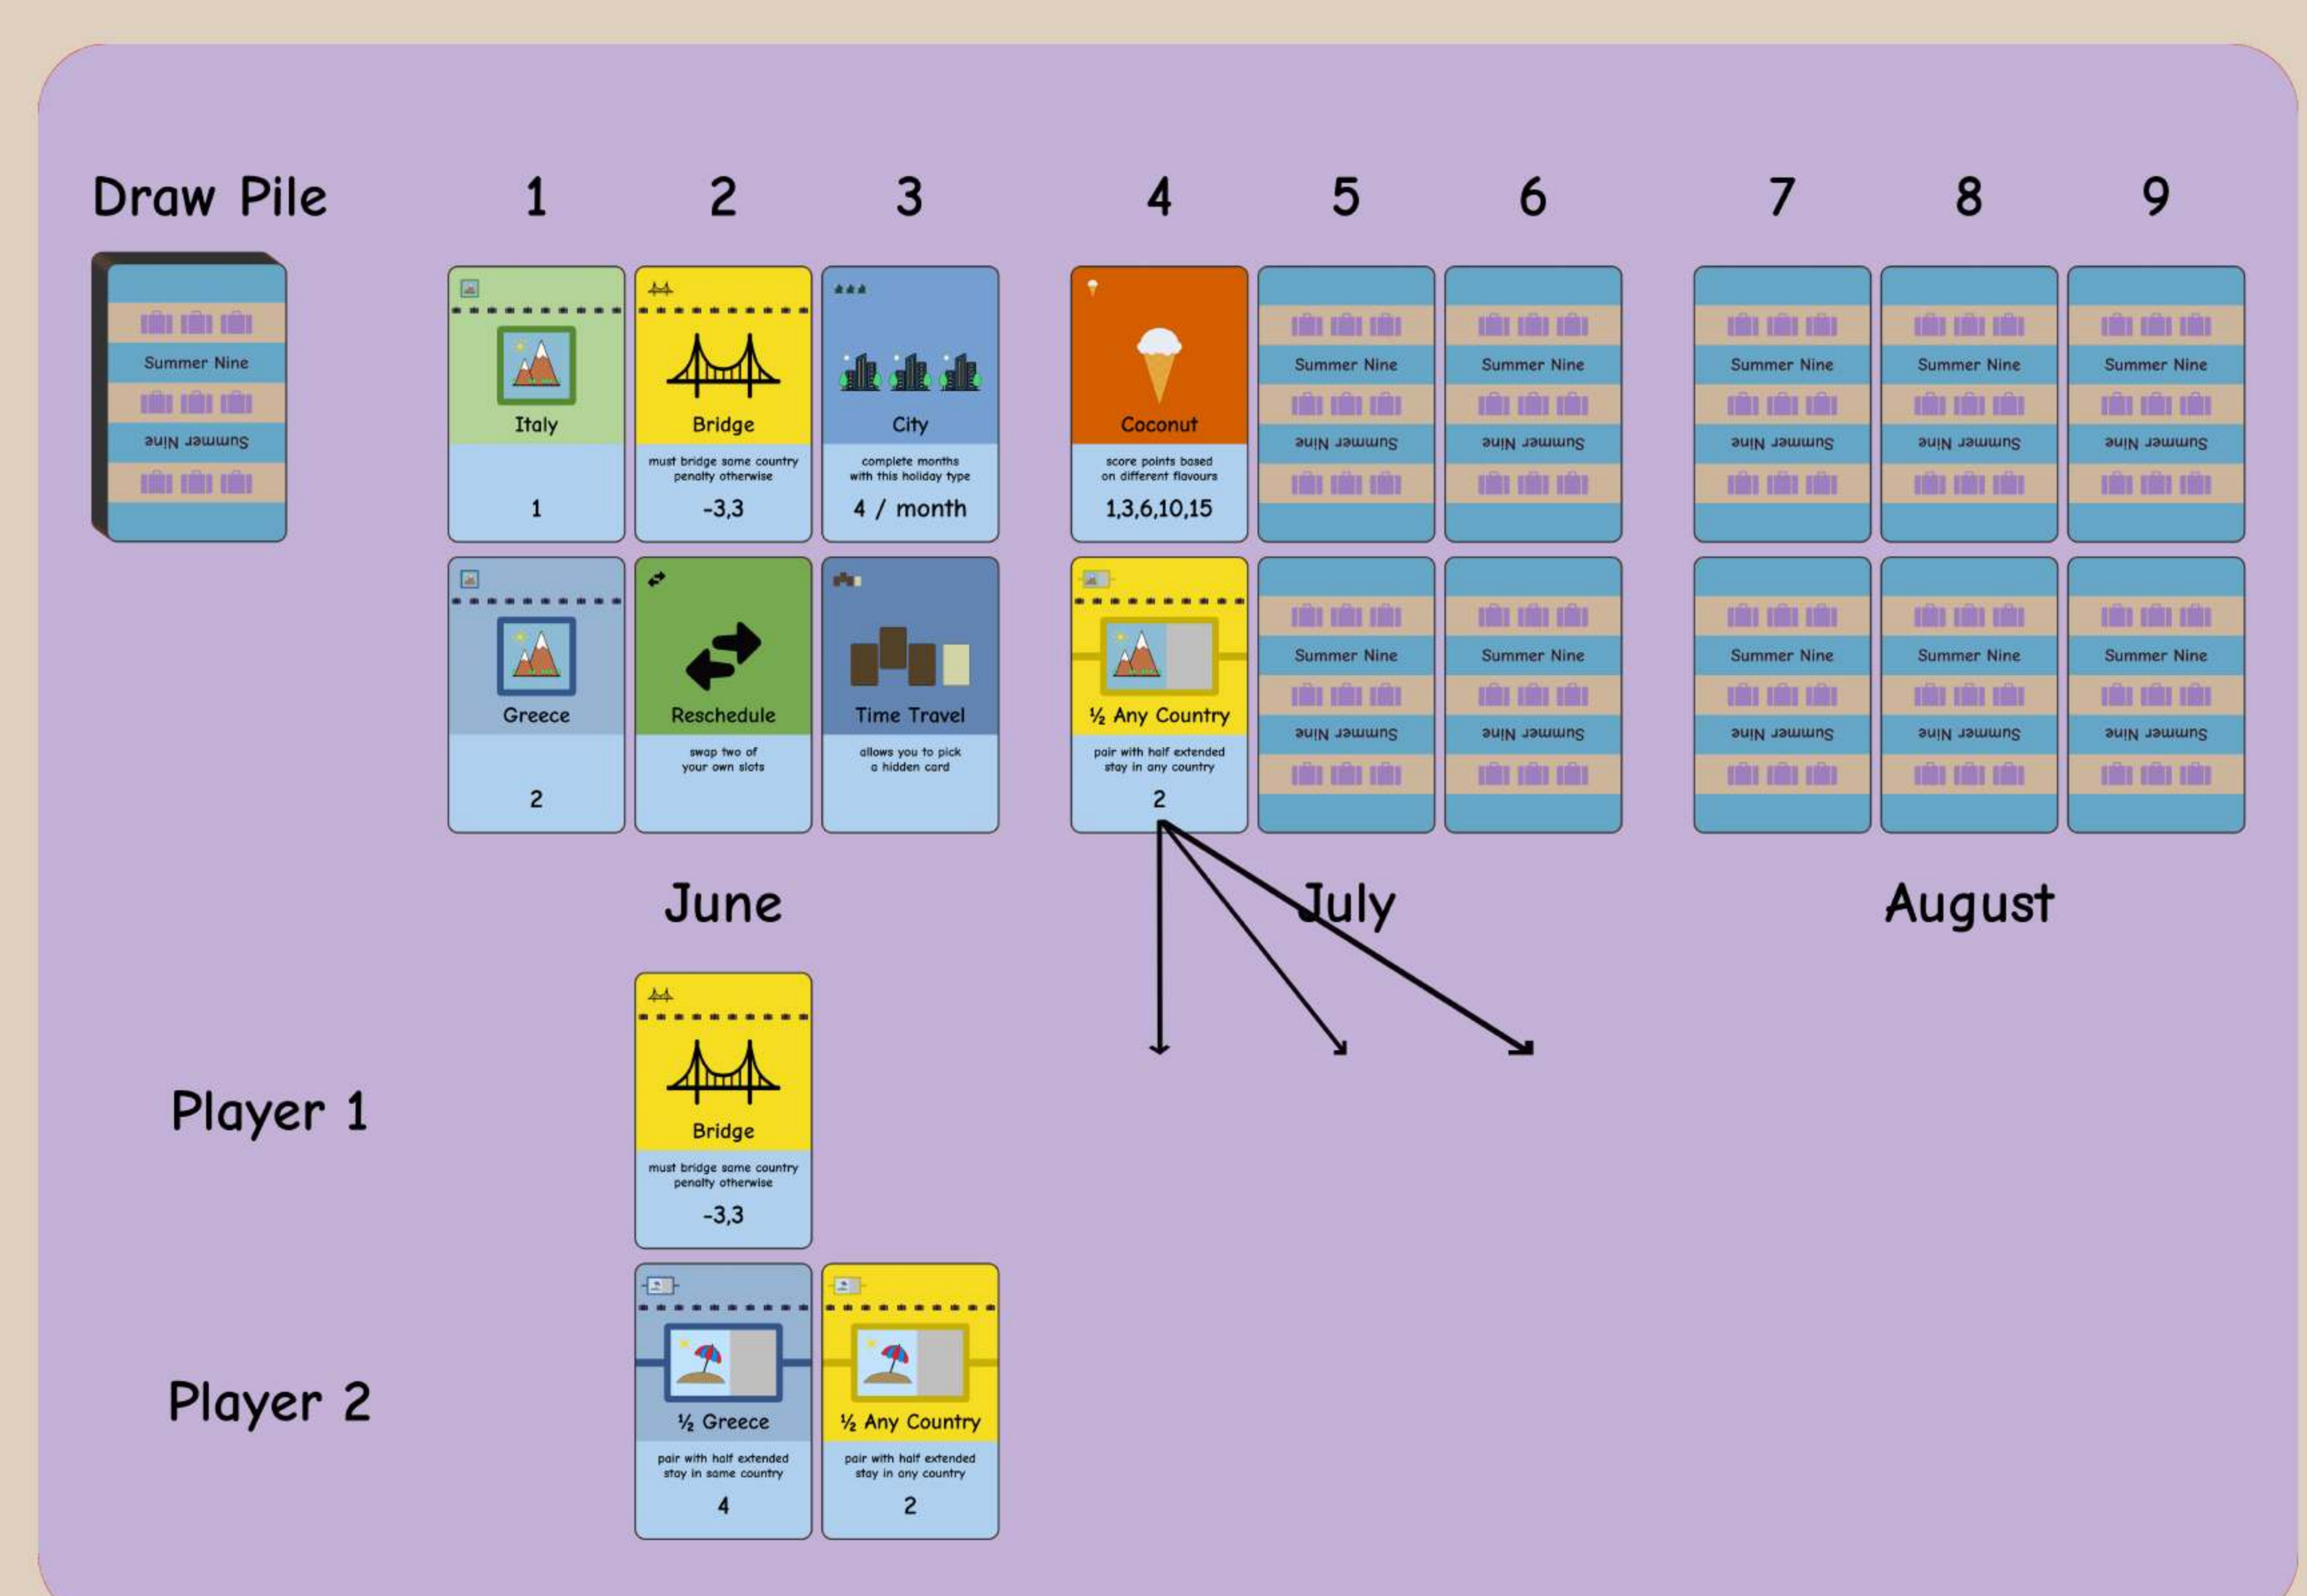 Draw Pile
1
2
3
4
5
6
7
8
9
Summer Nine
Summer Nine
Italy
1
Bridge
must bridge same country
penalty otherwise
-3,3
City
complete months
with this holiday type
4 / month
Coconut
score points based
on different flavours
1,3,6,10,15
Summer Nine
Summer Nine
Summer Nine
Summer Nine
Summer Nine
Summer Nine
Summer Nine
Summer Nine
Summer Nine
Summer Nine
Greece
2
Reschedule
swap two of
your own slots
Time Travel
allows you to pick
a hidden card
½ Any Country
pair with half extended
stay in any country
2
Summer Nine
Summer Nine
Summer Nine
Summer Nine
Summer Nine
Summer Nine
Summer Nine
Summer Nine
Summer Nine
Summer Nine
June
July
August
Player 1
Bridge
must bridge same country
penalty otherwise
-3,3
Player 2
½ Greece
pair with half extended
stay in same country
4
½ Any Country
pair with half extended
stay in any country
2